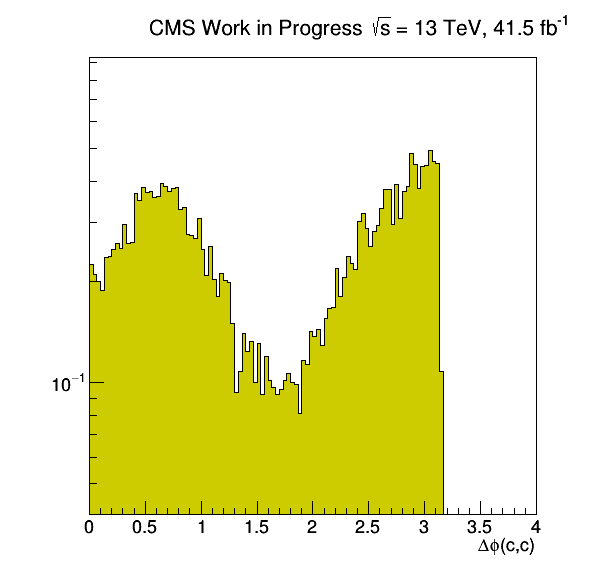 CMS Work in Progress √s = 13 TeV, 41.5 fb⁻¹
10⁻¹
0 0.5 1 1.5 2 2.5 3 3.5 4
Δϕ(c,c)